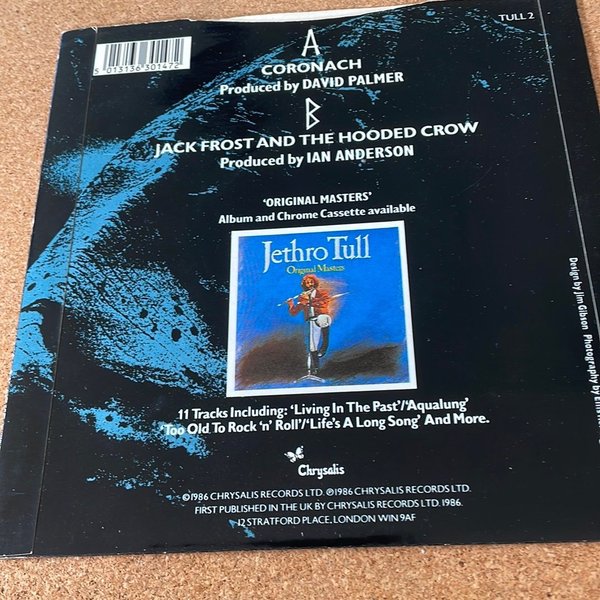 TULL 2
5 013136 301472
A
CORONACH
Produced by DAVID PALMER
B
JACK FROST AND THE HOODED CROW
Produced by IAN ANDERSON
'ORIGINAL MASTERS'
Album and Chrome Cassette available
Jethro Tull
Original Masters
11 Tracks Including: 'Living In The Past'/'Aqualung'
'Too Old To Rock 'n' Roll'/'Life's A Long Song' And More.
Chrysalis
©1986 CHRYSALIS RECORDS LTD. ℗1986 CHRYSALIS RECORDS LTD.
FIRST PUBLISHED IN THE UK BY CHRYSALIS RECORDS LTD. 1986.
12 STRATFORD PLACE, LONDON W1N 9AF
Design by Jim Gibson Photography by